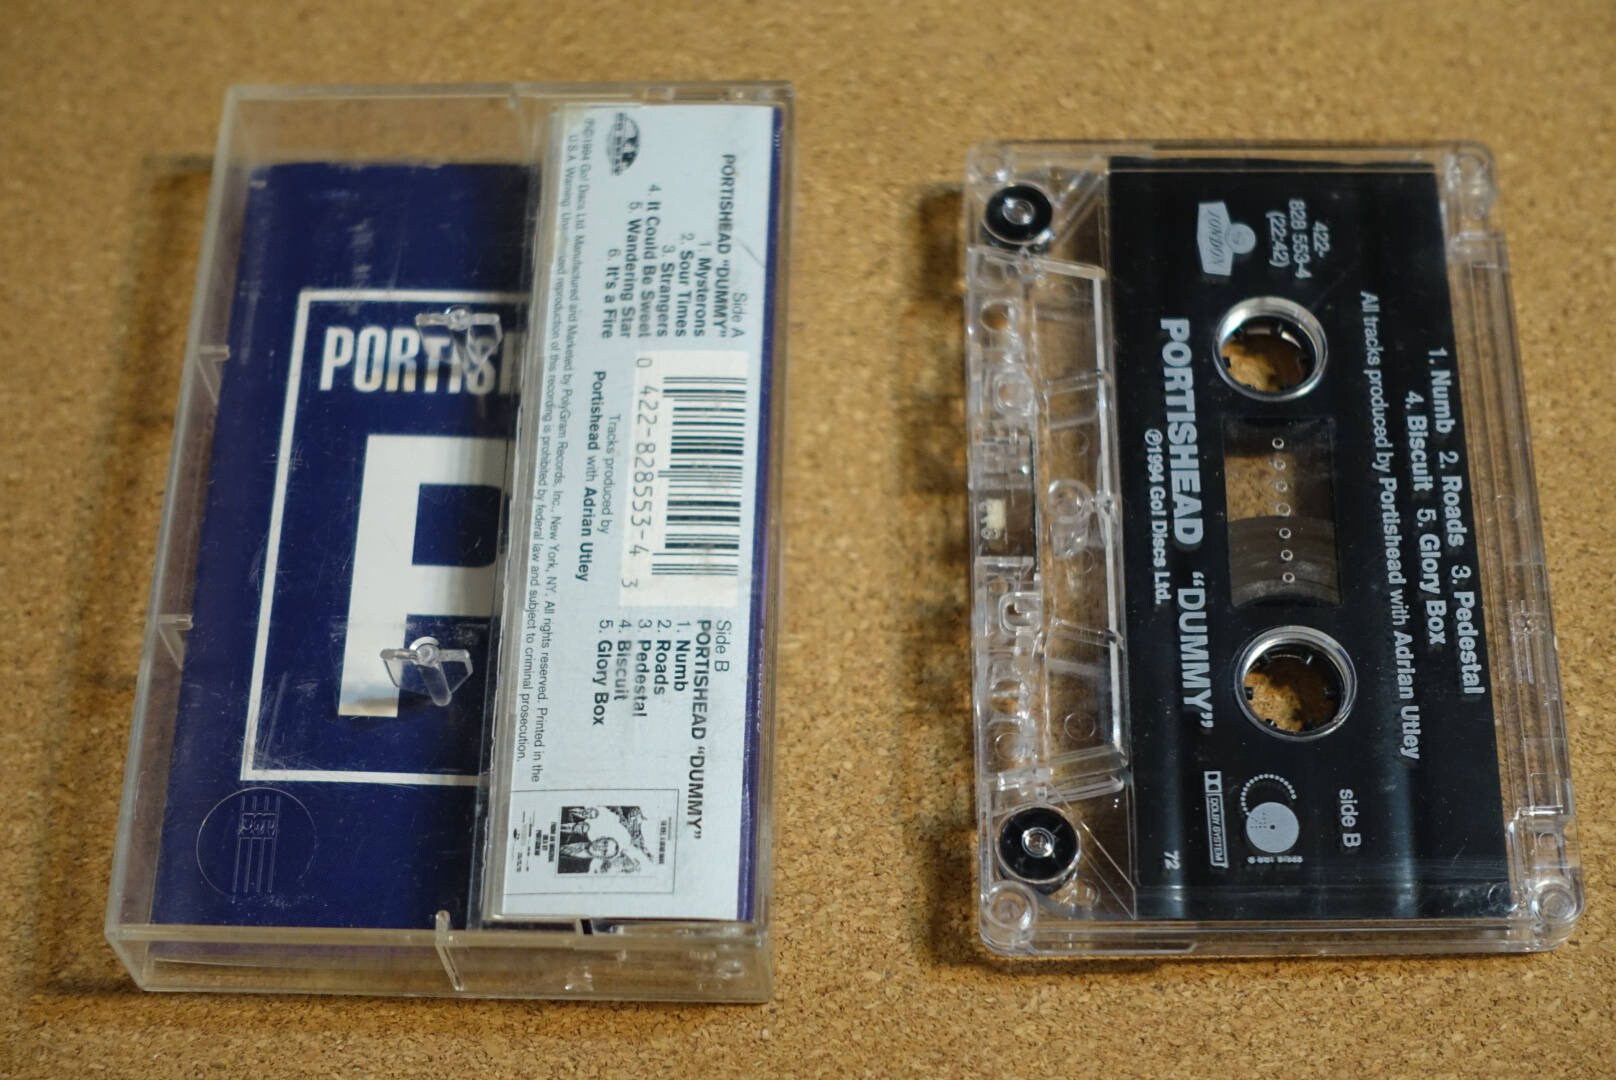 PORTISH
P
Side A
PORTISHEAD "DUMMY"
1. Mysterons
2. Sour Times
3. Strangers
4. It Could Be Sweet
5. Wandering Star
6. It's a Fire
0 422-828553-4 3
Tracks produced by
Portishead with Adrian Utley
Side B
PORTISHEAD "DUMMY"
1. Numb
2. Roads
3. Pedestal
4. Biscuit
5. Glory Box
1994 Go! Discs Ltd. Manufactured and Marketed by PolyGram Records, Inc., New York, NY. All rights reserved. Printed in the
U.S.A. Warning: Unauthorized reproduction of this recording is prohibited by federal law and subject to criminal prosecution.
1. Numb 2. Roads 3. Pedestal
4. Biscuit 5. Glory Box
All tracks produced by Portishead with Adrian Utley
422-
828 553-4
(22:42)
LONDON
side B
PORTISHEAD "DUMMY"
℗1994 Go! Discs Ltd.
DOLBY SYSTEM
72